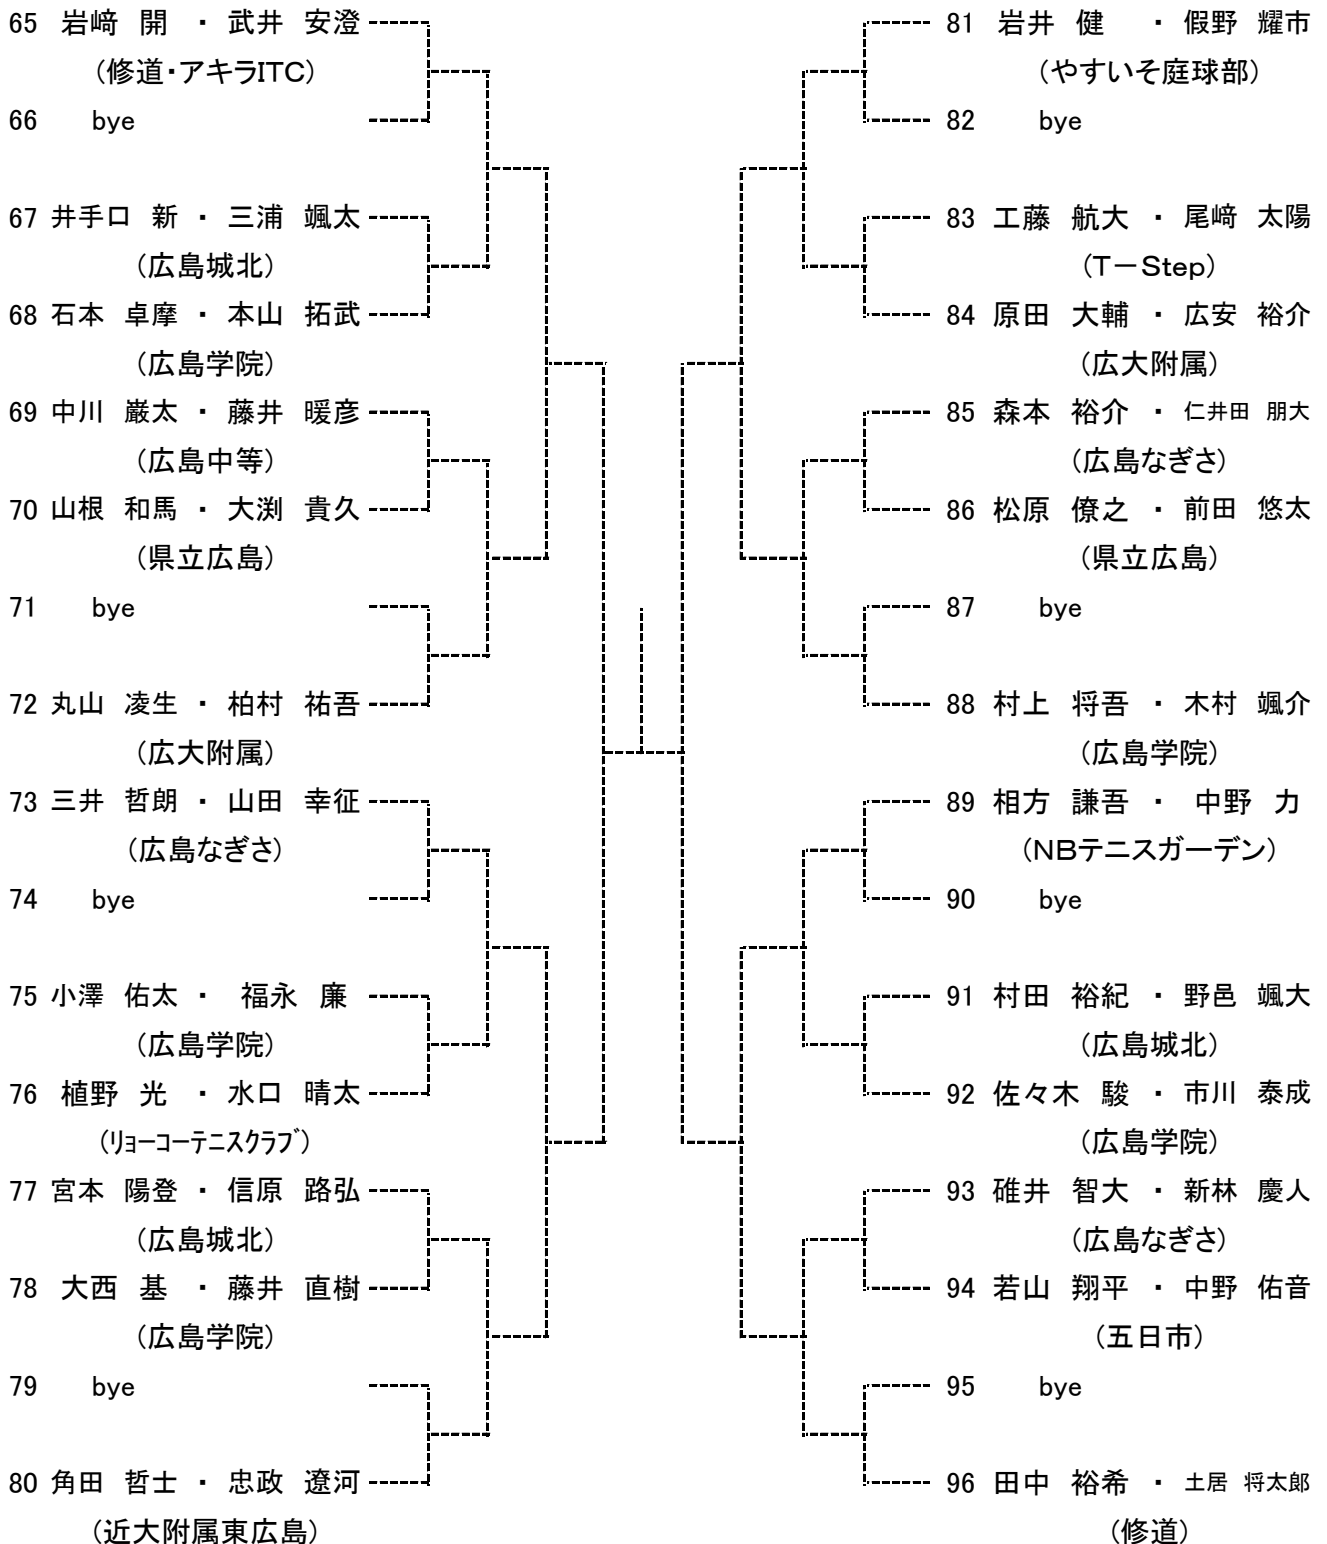 65 岩﨑 開 ・ 武井 安澄
(修道・アキラITC)
66 bye
67 井手口 新 ・ 三浦 颯太
(広島城北)
68 石本 卓摩 ・ 本山 拓武
(広島学院)
69 中川 巌太 ・ 藤井 暖彦
(広島中等)
70 山根 和馬 ・ 大渕 貴久
(県立広島)
71 bye
72 丸山 凌生 ・ 柏村 祐吾
(広大附属)
73 三井 哲朗 ・ 山田 幸征
(広島なぎさ)
74 bye
75 小澤 佑太 ・ 福永 廉
(広島学院)
76 植野 光 ・ 水口 晴太
(ﾘｮｰｺｰﾃﾆｽｸﾗﾌﾞ)
77 宮本 陽登 ・ 信原 路弘
(広島城北)
78 大西 基 ・ 藤井 直樹
(広島学院)
79 bye
80 角田 哲士 ・ 忠政 遼河
(近大附属東広島)
81 岩井 健 ・ 假野 耀市
(やすいそ庭球部)
82 bye
83 工藤 航大 ・ 尾﨑 太陽
(T－Step)
84 原田 大輔 ・ 広安 裕介
(広大附属)
85 森本 裕介 ・ 仁井田 朋大
(広島なぎさ)
86 松原 僚之 ・ 前田 悠太
(県立広島)
87 bye
88 村上 将吾 ・ 木村 颯介
(広島学院)
89 相方 謙吾 ・ 中野 力
(NBテニスガーデン)
90 bye
91 村田 裕紀 ・ 野邑 颯大
(広島城北)
92 佐々木 駿 ・ 市川 泰成
(広島学院)
93 碓井 智大 ・ 新林 慶人
(広島なぎさ)
94 若山 翔平 ・ 中野 佑音
(五日市)
95 bye
96 田中 裕希 ・ 土居 将太郎
(修道)